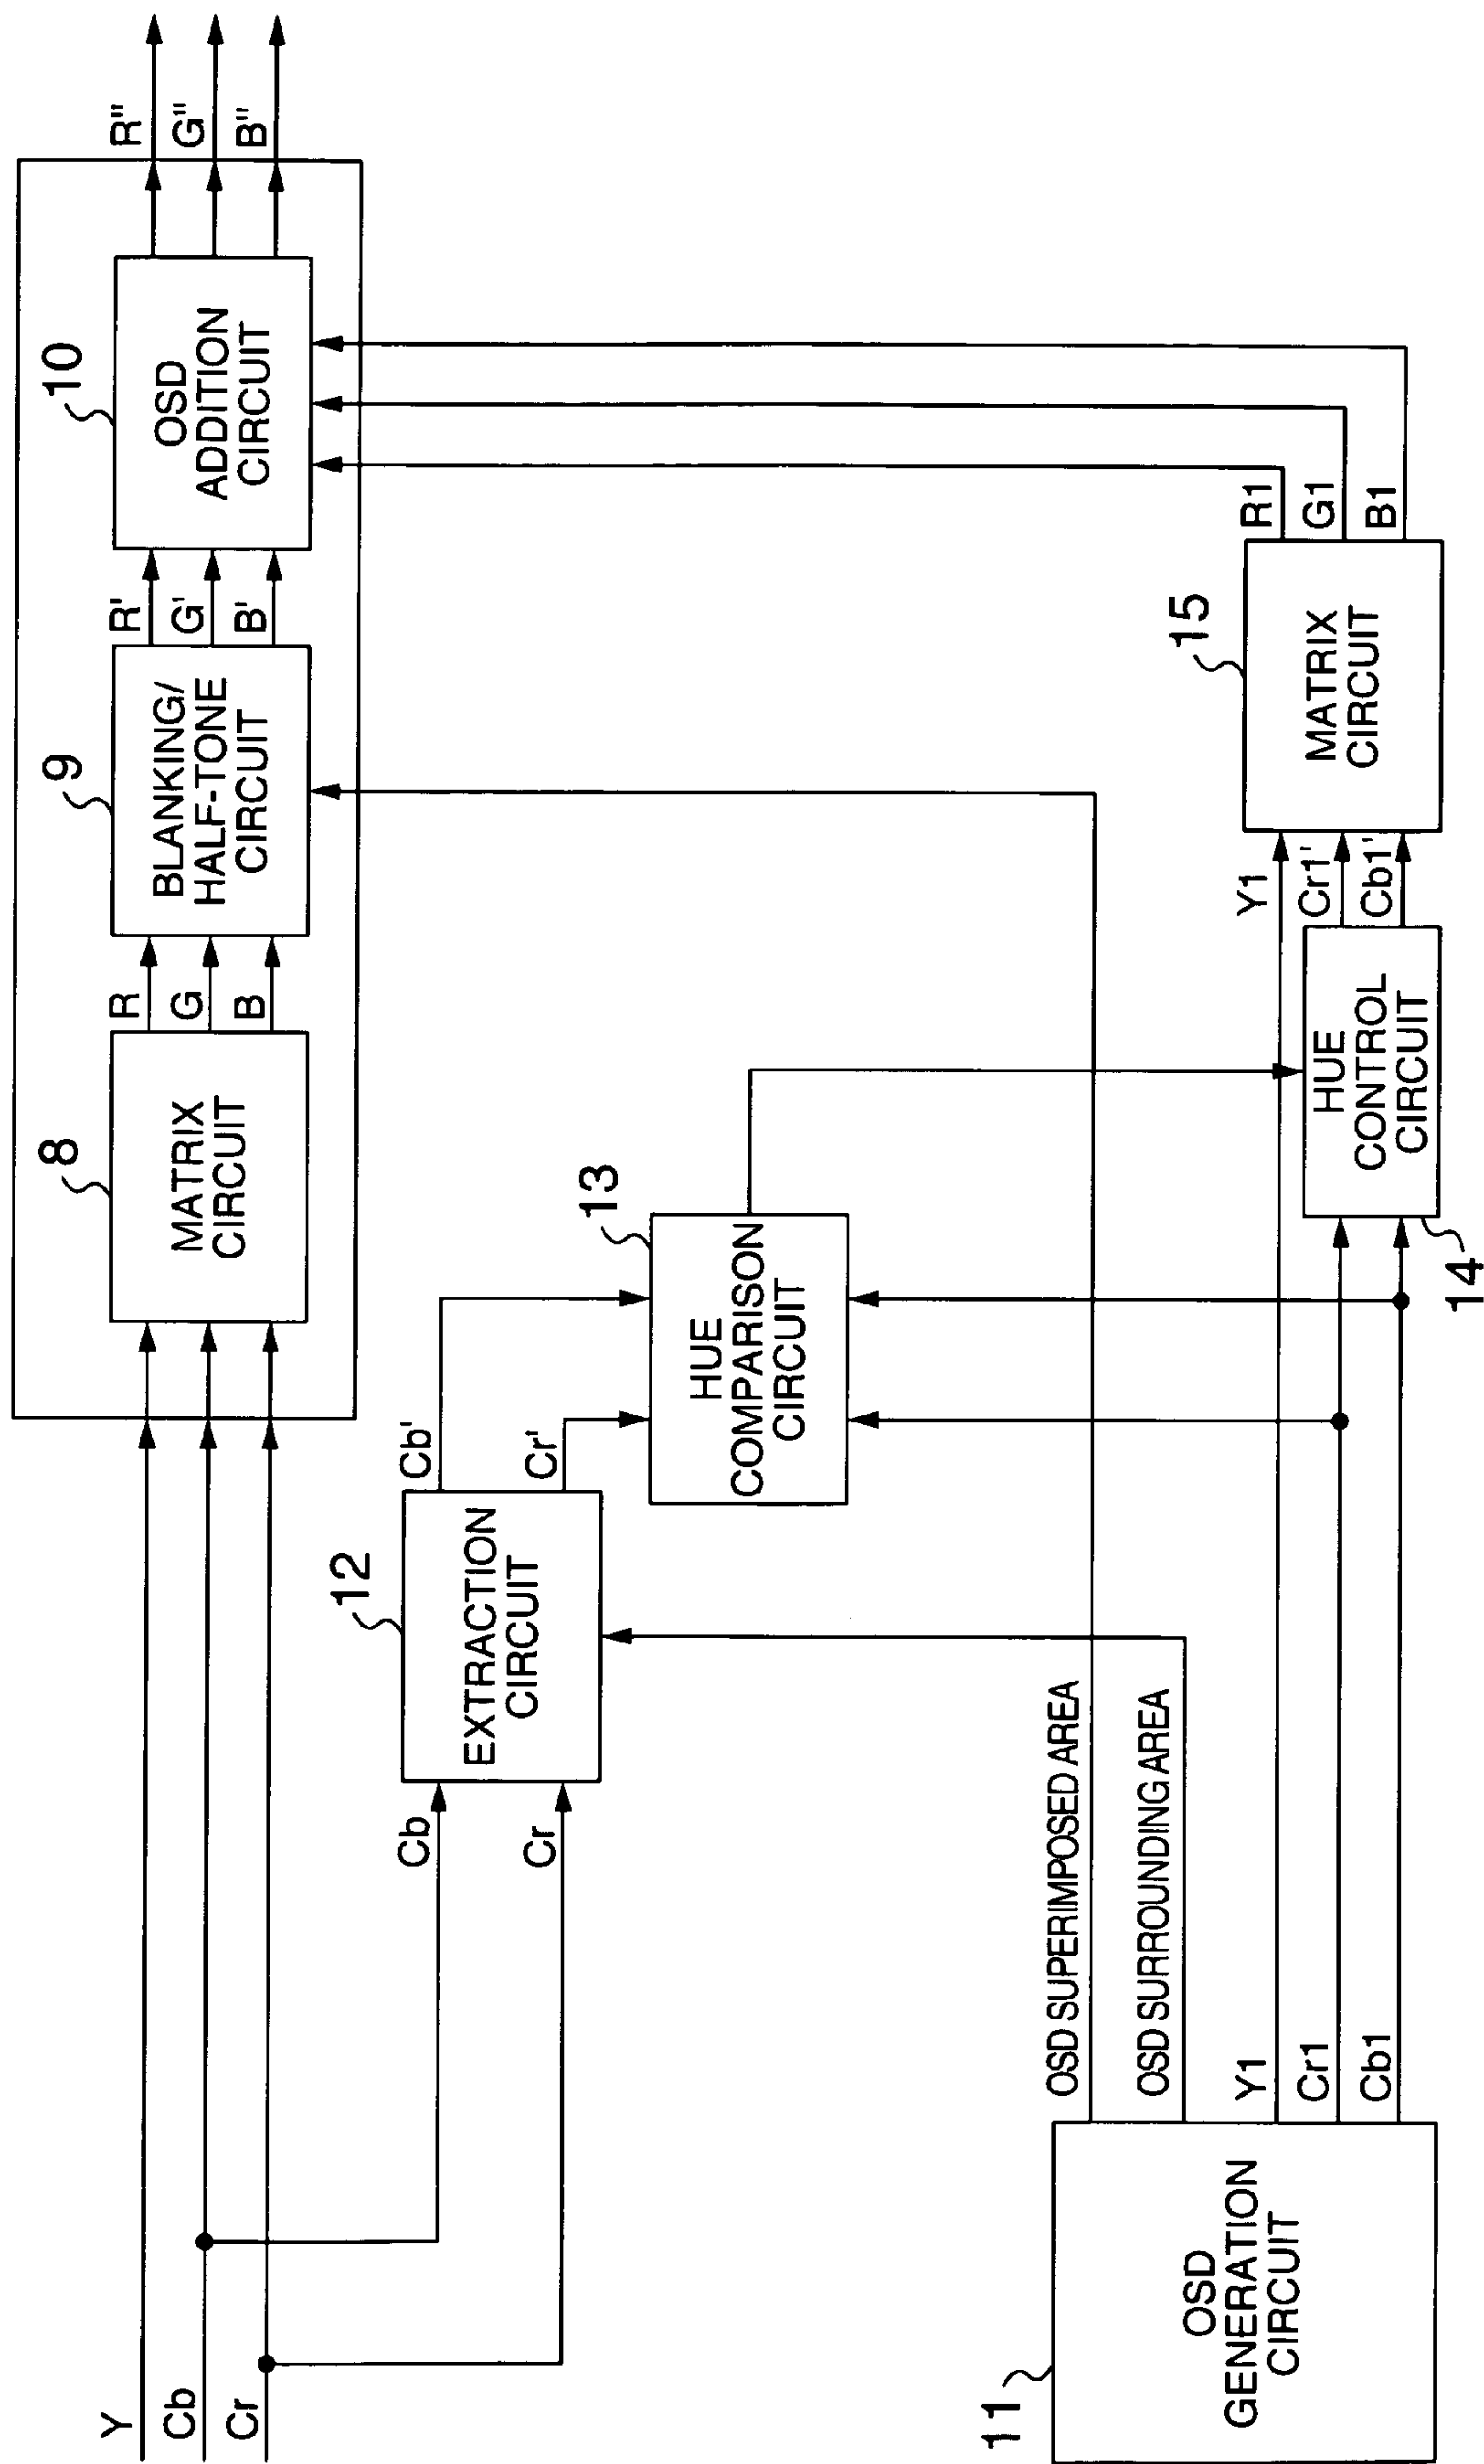 Y
Cb
Cr
8
MATRIX
CIRCUIT
R
G
B
9
BLANKING/
HALF-TONE
CIRCUIT
R'
G'
B'
10
OSD
ADDITION
CIRCUIT
R"
G"
B"
Cb
Cr
12
EXTRACTION
CIRCUIT
Cb'
Cr'
13
HUE
COMPARISON
CIRCUIT
11
OSD
GENERATION
CIRCUIT
OSD SUPERIMPOSED AREA
OSD SURROUNDING AREA
Y1
Cr1
Cb1
14
HUE
CONTROL
CIRCUIT
Y1
Cr1'
Cb1'
15
MATRIX
CIRCUIT
R1
G1
B1